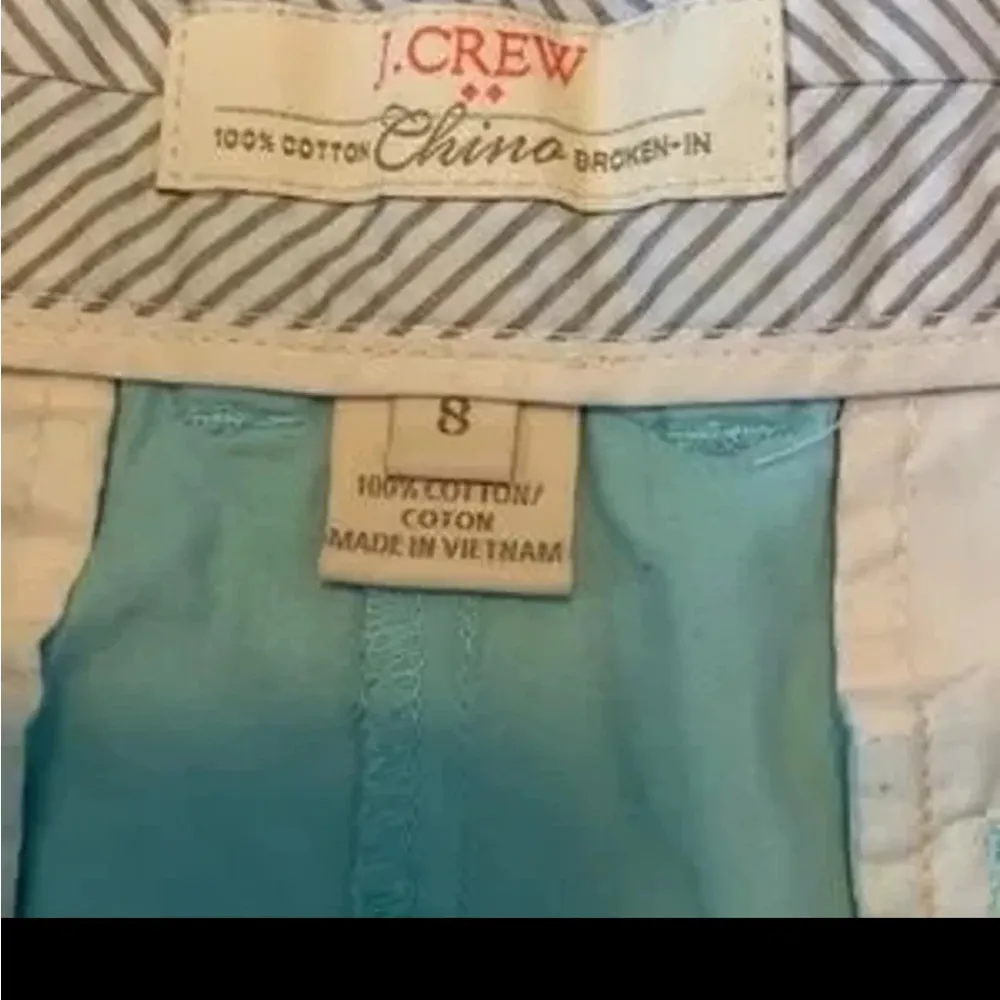 J.CREW
100% COTTON Chino BROKEN-IN
8
100% COTTON/
COTON
MADE IN VIETNAM